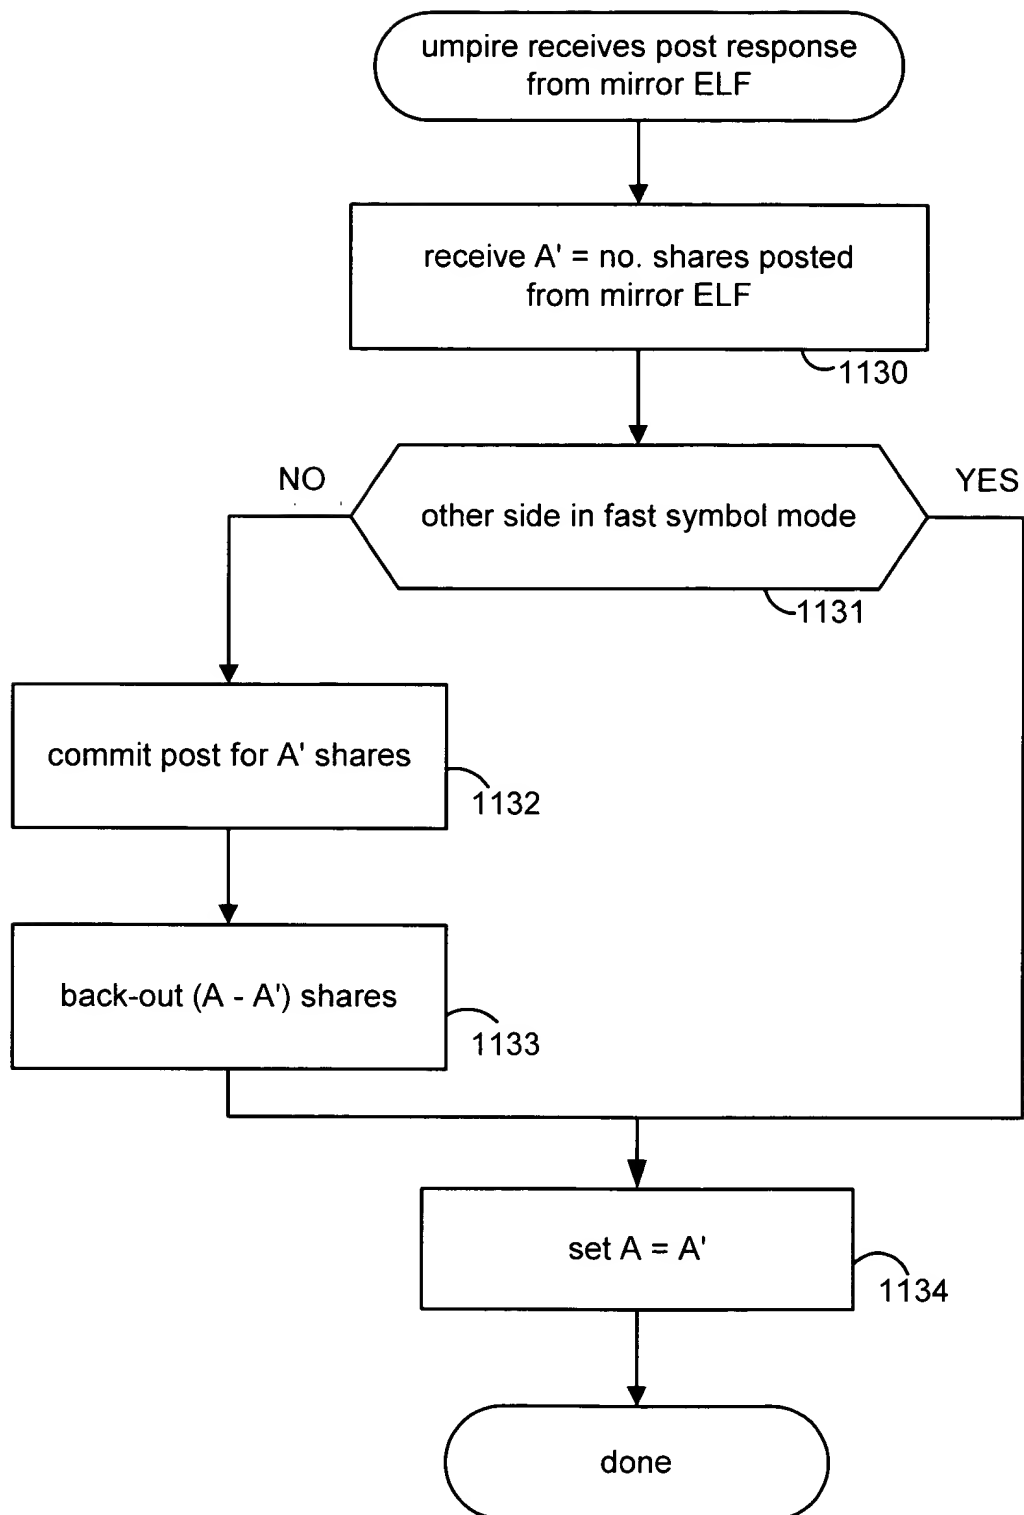 umpire receives post response
from mirror ELF
receive A' = no. shares posted
from mirror ELF
1130
NO
YES
other side in fast symbol mode
1131
commit post for A' shares
1132
back-out (A - A') shares
1133
set A = A'
1134
done